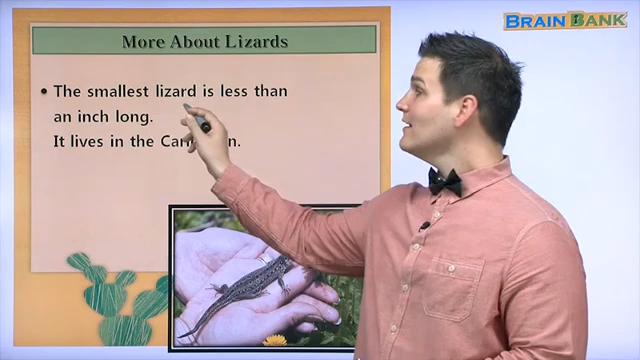 BRAIN BANK
More About Lizards
• The smallest lizard is less than
an inch long.
It lives in the